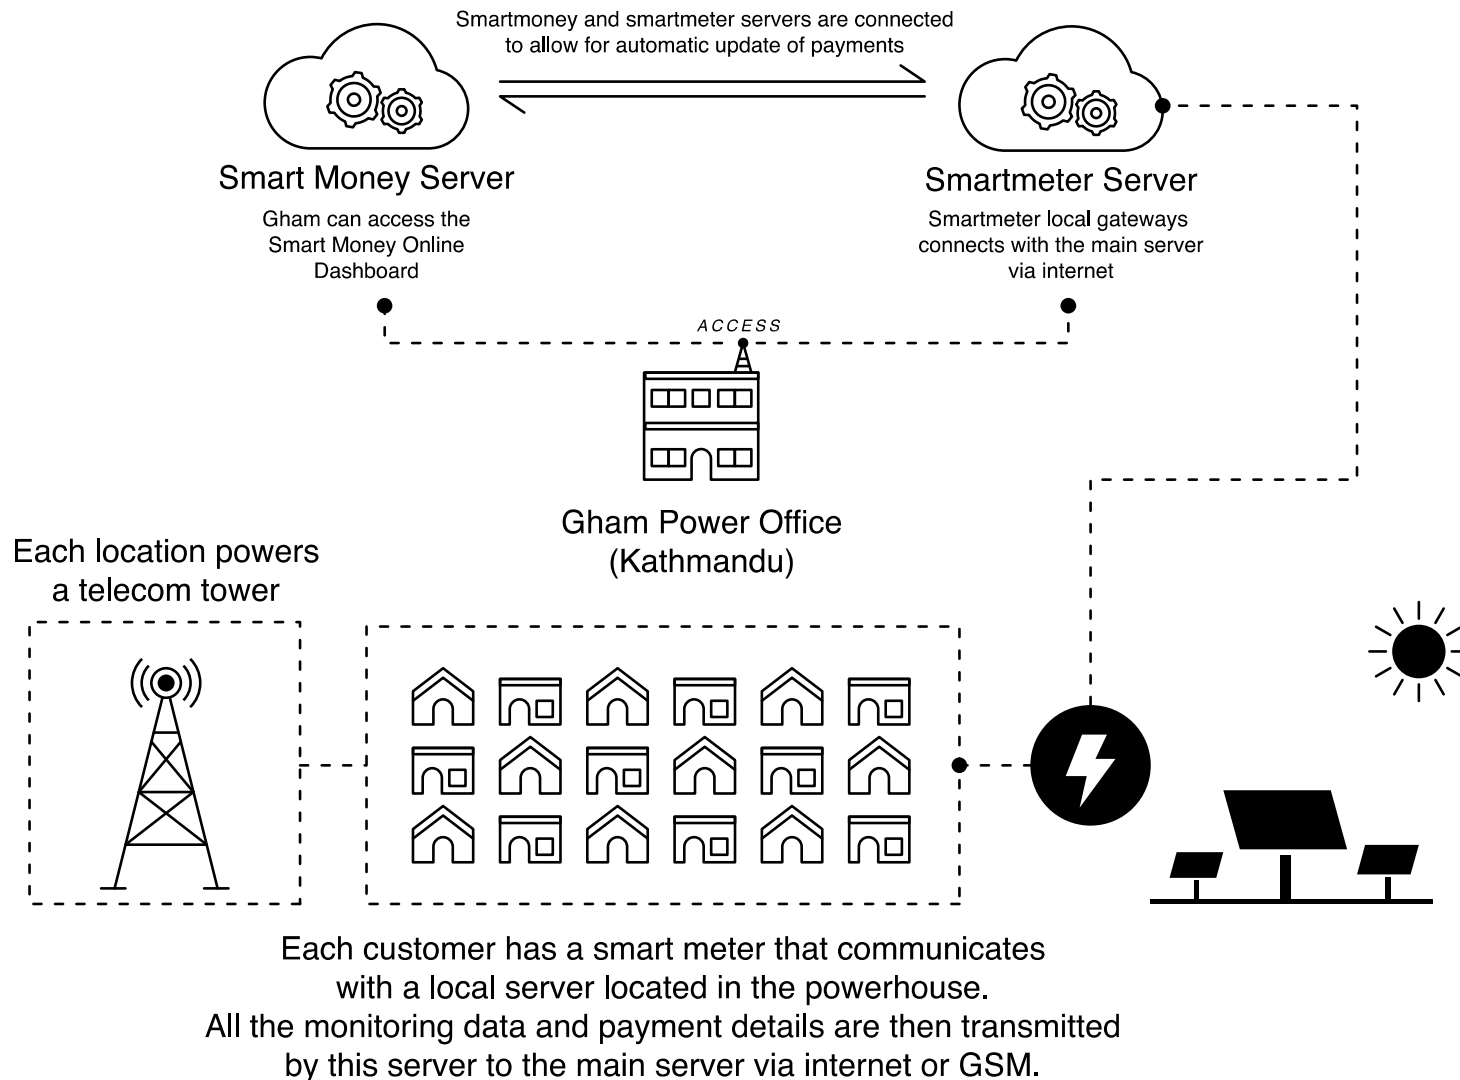 Smartmoney and smartmeter servers are connected
to allow for automatic update of payments
Smart Money Server
Gham can access the
Smart Money Online
Dashboard
Smartmeter Server
Smartmeter local gateways
connects with the main server
via internet
ACCESS
Gham Power Office
(Kathmandu)
Each location powers
a telecom tower
Each customer has a smart meter that communicates
with a local server located in the powerhouse.
All the monitoring data and payment details are then transmitted
by this server to the main server via internet or GSM.